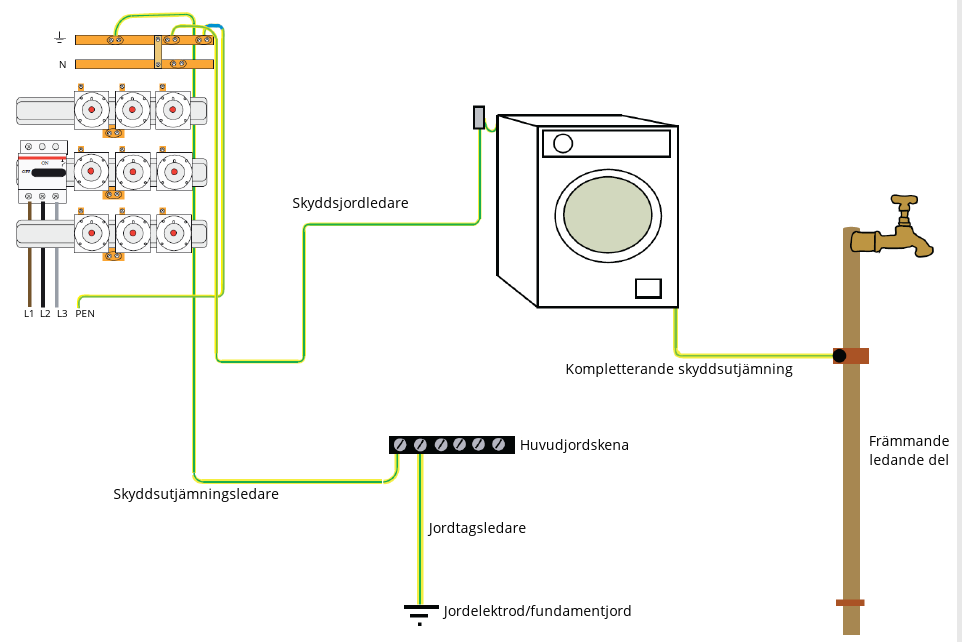 N
ON
OFF
L1 L2 L3 PEN
Skyddsjordledare
Kompletterande skyddsutjämning
Främmande
ledande del
Huvudjordskena
Skyddsutjämningsledare
Jordtagsledare
Jordelektrod/fundamentjord